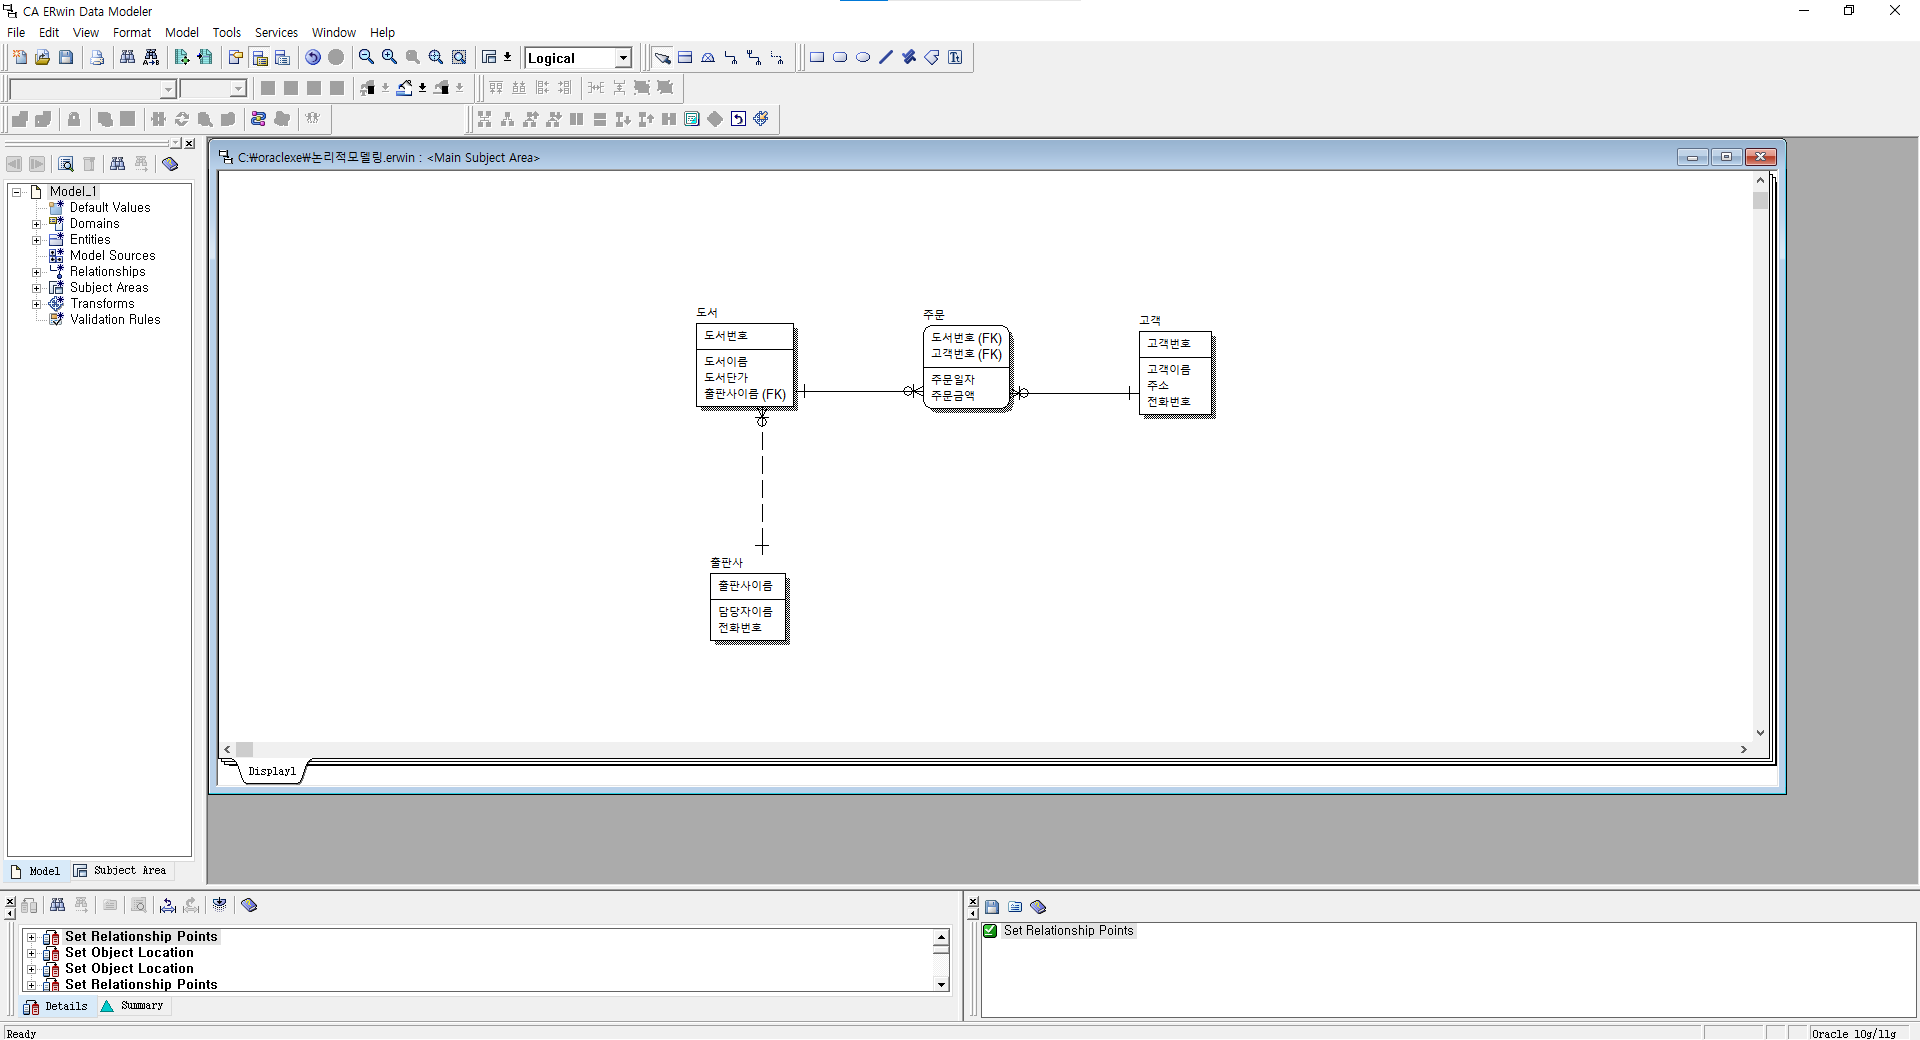 CA ERwin Data Modeler
File Edit View Format Model Tools Services Window Help
Logical
C:₩oraclexe₩논리적모델링.erwin : <Main Subject Area>
Model_1
Default Values
Domains
Entities
Model Sources
Relationships
Subject Areas
Transforms
Validation Rules
도서
도서번호
도서이름
도서단가
출판사이름 (FK)
주문
도서번호 (FK)
고객번호 (FK)
주문일자
주문금액
고객
고객번호
고객이름
주소
전화번호
출판사
출판사이름
담당자이름
전화번호
Display1
Model Subject Area
Set Relationship Points
Set Object Location
Set Object Location
Set Relationship Points
Details Summary
Set Relationship Points
Ready
Oracle 10g/11g